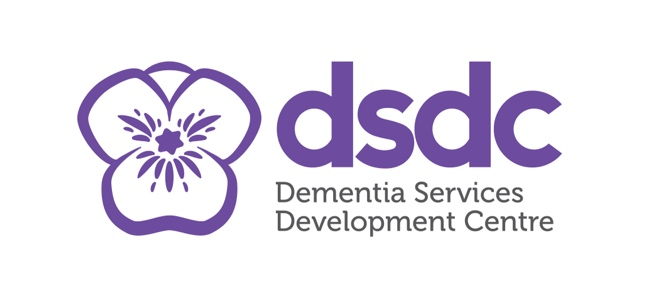 dsdc
Dementia Services
Development Centre